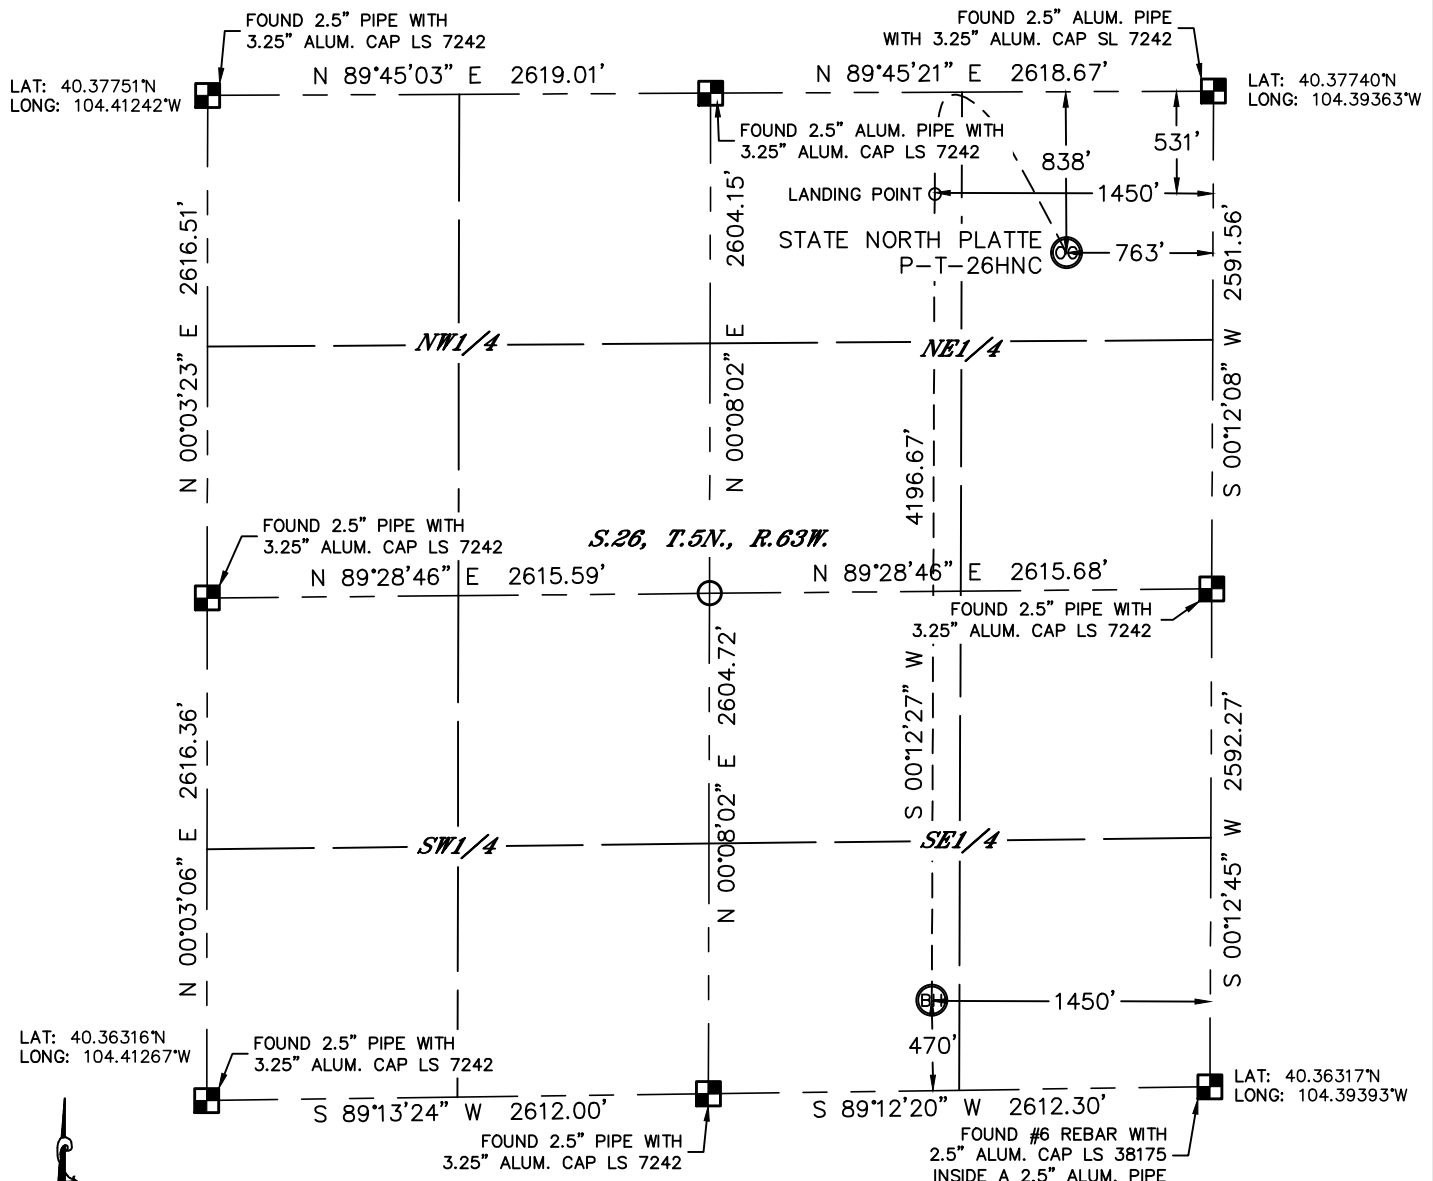 FOUND 2.5" PIPE WITH
3.25" ALUM. CAP LS 7242
FOUND 2.5" ALUM. PIPE
WITH 3.25" ALUM. CAP SL 7242
LAT: 40.37751°N
LONG: 104.41242°W
N 89°45'03" E 2619.01'
N 89°45'21" E 2618.67'
LAT: 40.37740°N
LONG: 104.39363°W
FOUND 2.5" ALUM. PIPE WITH
3.25" ALUM. CAP LS 7242
838'
531'
LANDING POINT
1450'
STATE NORTH PLATTE
P-T-26HNC
OG
763'
N 00°03'23" E 2616.51'
N 00°08'02" E 2604.15'
S 00°12'08" W 2591.56'
NW1/4
NE1/4
4196.67'
FOUND 2.5" PIPE WITH
3.25" ALUM. CAP LS 7242
S.26, T.5N., R.63W.
N 89°28'46" E 2615.59'
N 89°28'46" E 2615.68'
FOUND 2.5" PIPE WITH
3.25" ALUM. CAP LS 7242
N 00°03'06" E 2616.36'
N 00°08'02" E 2604.72'
S 00°12'27" W
S 00°12'45" W 2592.27'
SW1/4
SE1/4
BH
1450'
470'
LAT: 40.36316°N
LONG: 104.41267°W
FOUND 2.5" PIPE WITH
3.25" ALUM. CAP LS 7242
LAT: 40.36317°N
LONG: 104.39393°W
S 89°13'24" W 2612.00'
S 89°12'20" W 2612.30'
FOUND 2.5" PIPE WITH
3.25" ALUM. CAP LS 7242
FOUND #6 REBAR WITH
2.5" ALUM. CAP LS 38175
INSIDE A 2.5" ALUM. PIPE